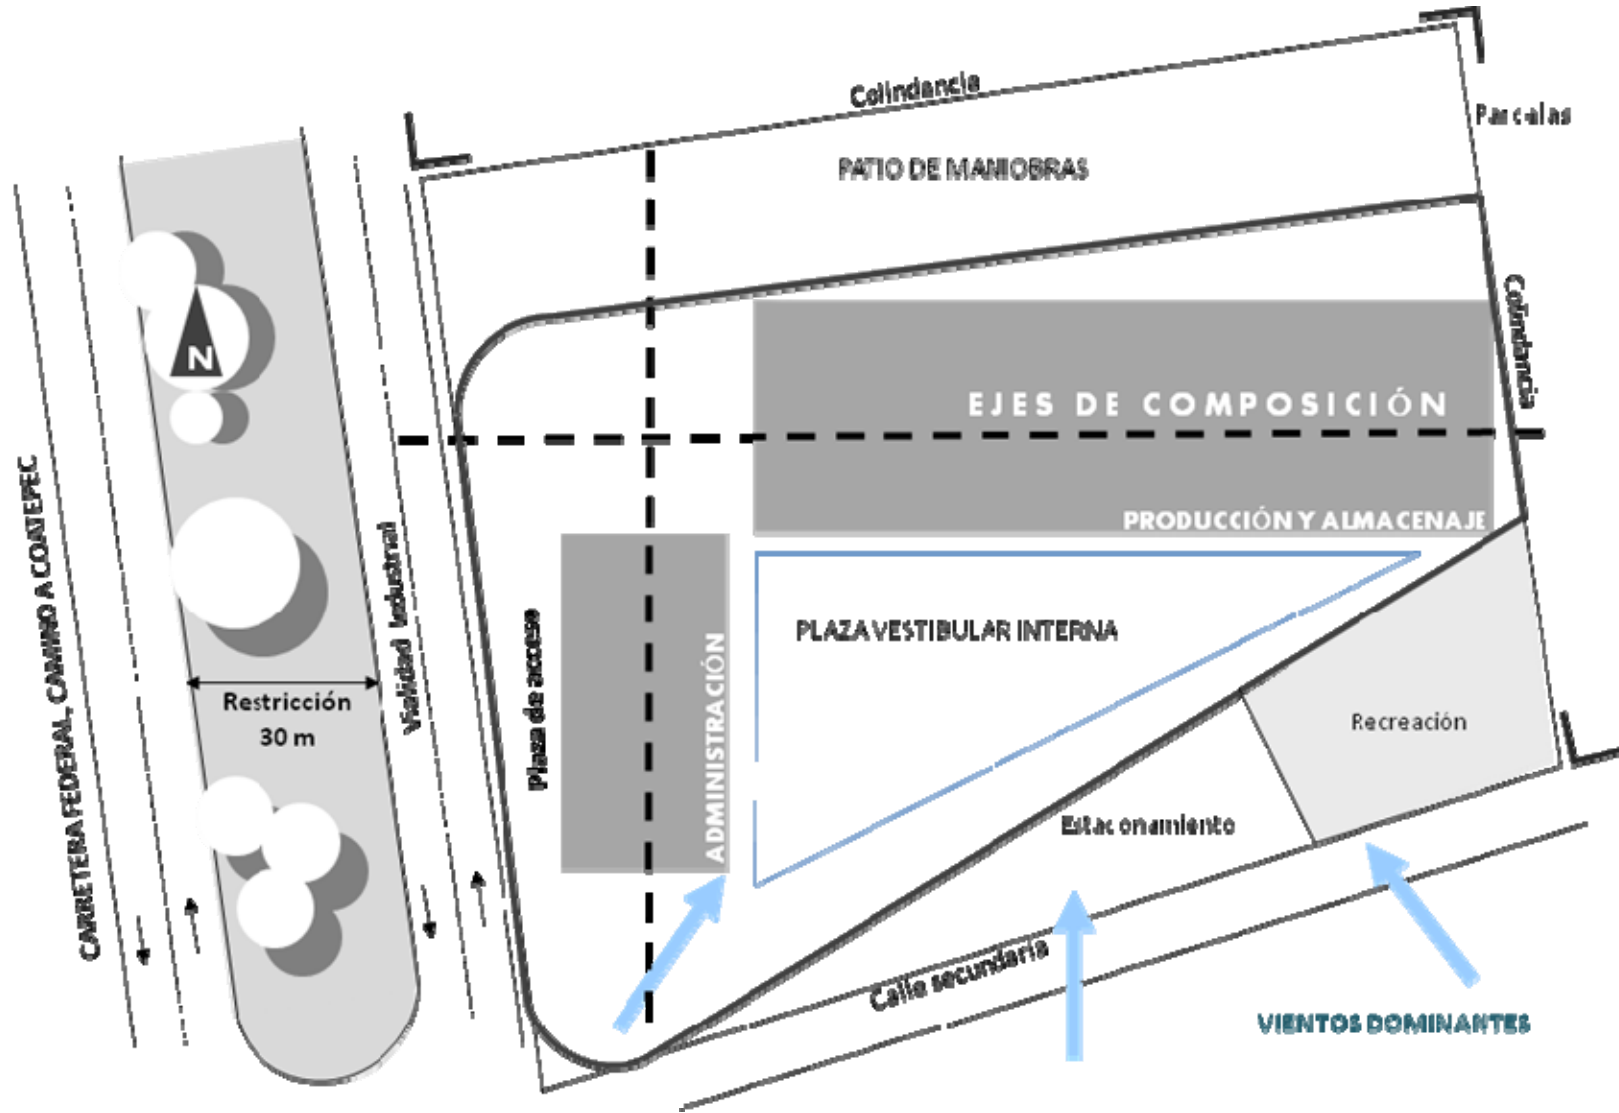 Colindancia
Parcelas
PATIO DE MANIOBRAS
N
Colindancia
EJES DE COMPOSICIÓN
PRODUCCIÓN Y ALMACENAJE
CARRETERA FEDERAL, CAMINO A COATEPEC
Vialidad Industrial
Plaza de acceso
ADMINISTRACIÓN
PLAZA VESTIBULAR INTERNA
Restricción
30 m
Recreación
Estacionamiento
Calle secundaria
VIENTOS DOMINANTES